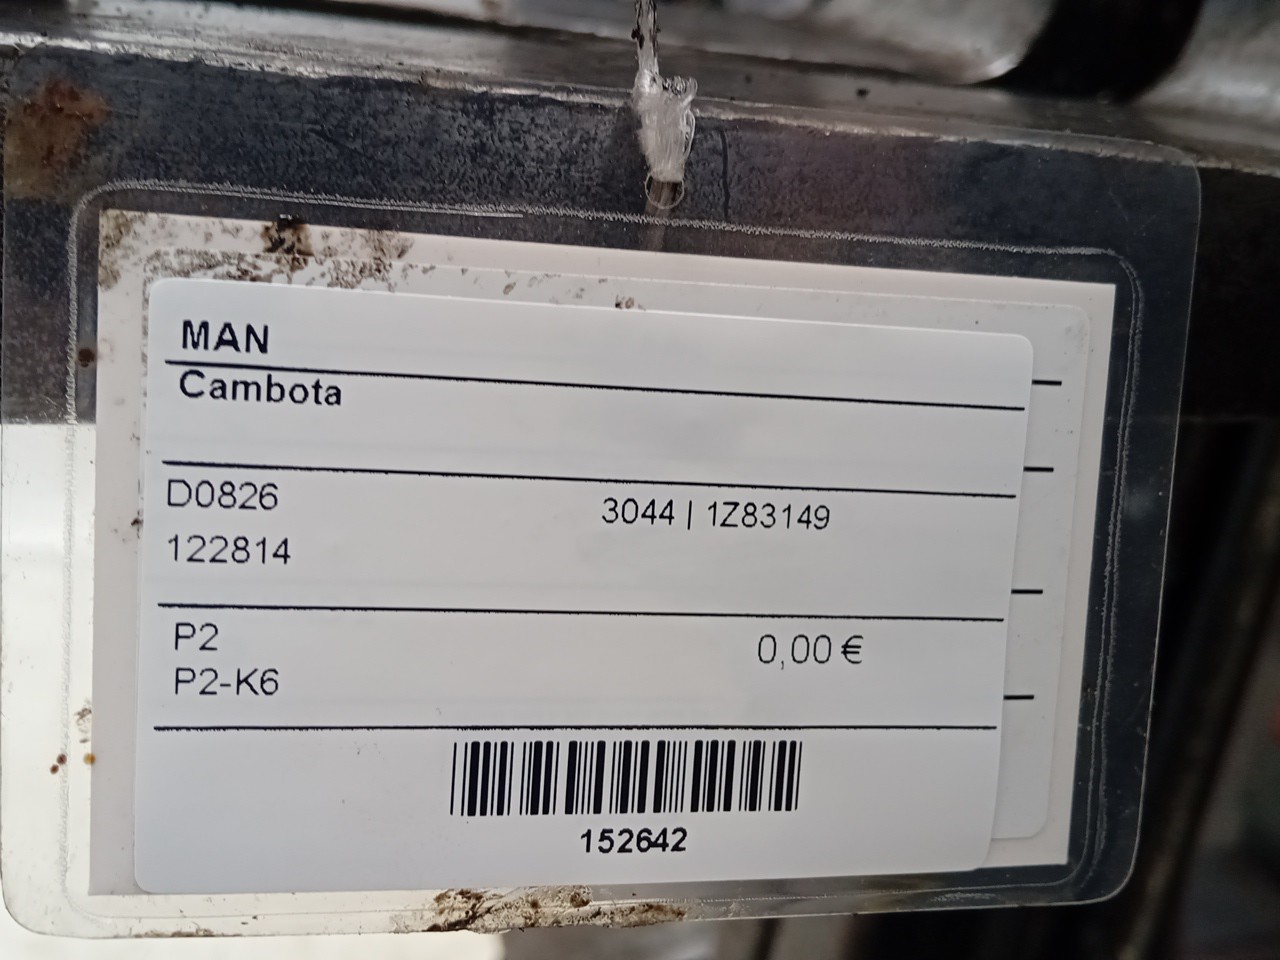 MAN
Cambota
D0826
3044 | 1Z83149
122814
P2
0,00 €
P2-K6
152642